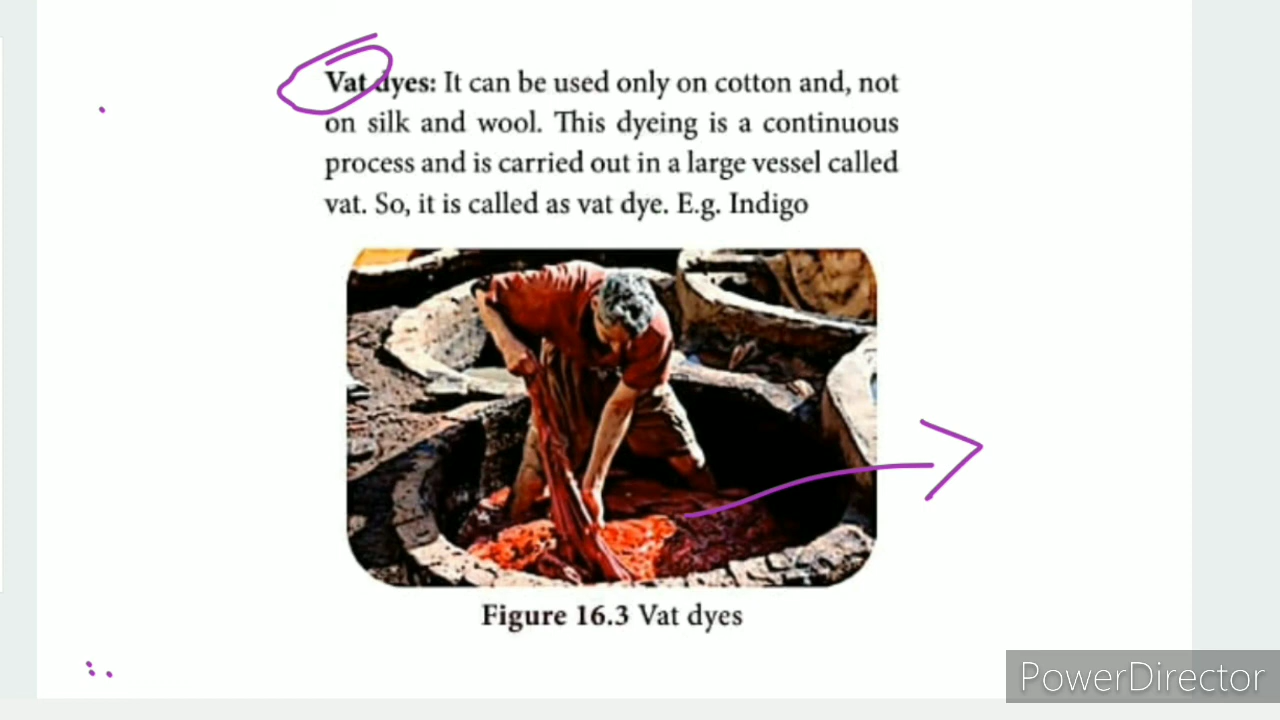 Vat dyes: It can be used only on cotton and, not
on silk and wool. This dyeing is a continuous
process and is carried out in a large vessel called
vat. So, it is called as vat dye. E.g. Indigo
Figure 16.3 Vat dyes
PowerDirector